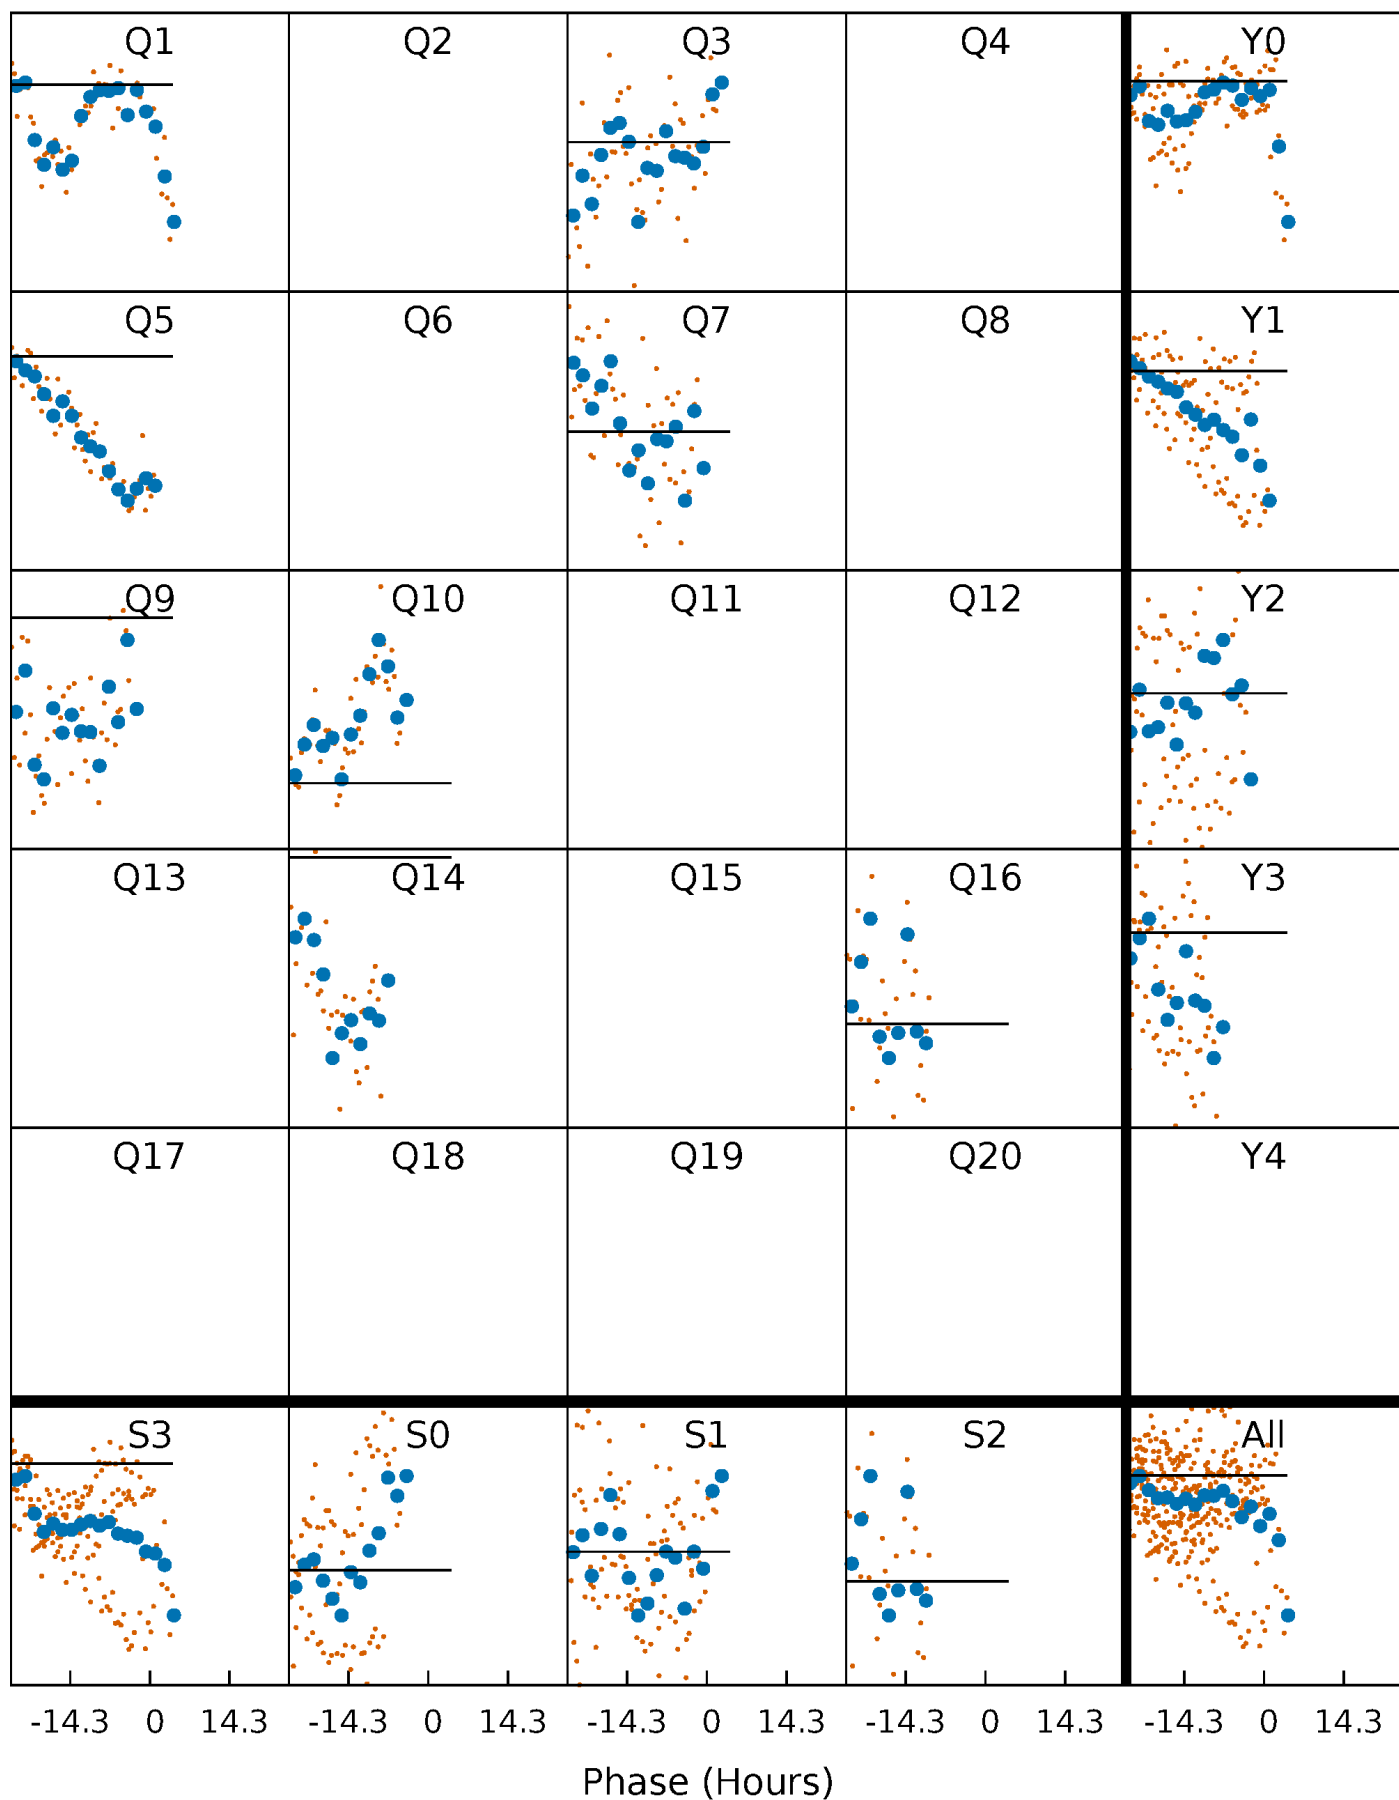 Q1 Q2 Q3 Q4 Y0
Q5 Q6 Q7 Q8 Y1
Q9 Q10 Q11 Q12 Y2
Q13 Q14 Q15 Q16 Y3
Q17 Q18 Q19 Q20 Y4
S3 S0 S1 S2 All
-14.3 0 14.3 -14.3 0 14.3 -14.3 0 14.3 -14.3 0 14.3 -14.3 0 14.3
Phase (Hours)